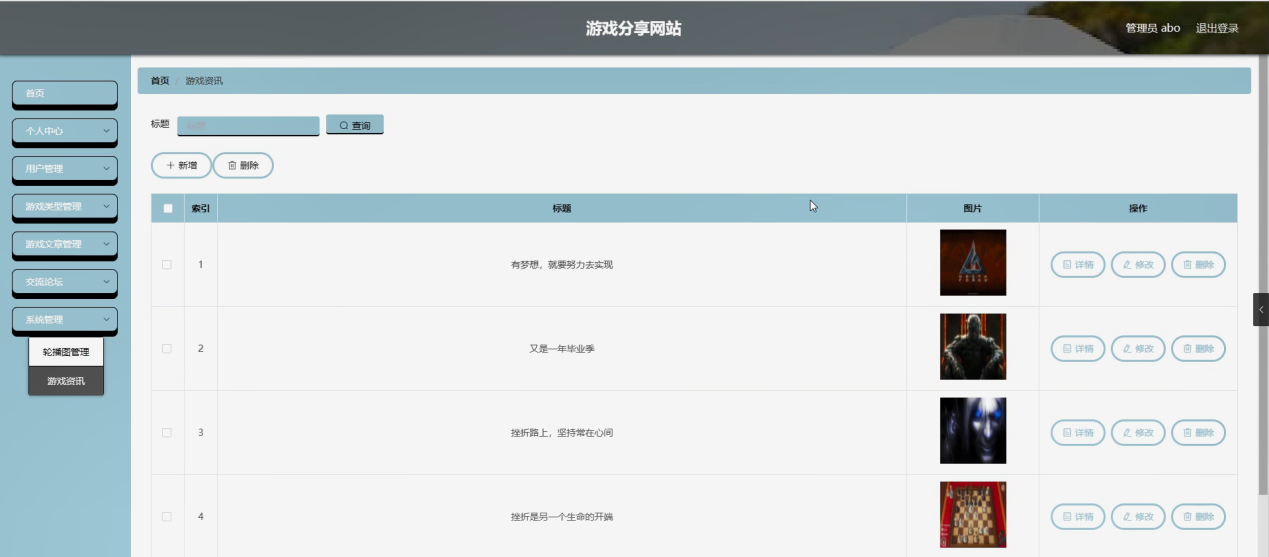 游戏分享网站
管理员 abo 退出登录
首页
个人中心
用户管理
游戏类型管理
游戏文章管理
交流论坛
系统管理
轮播图管理
游戏资讯
首页 / 游戏资讯
标题 标题 查询
新增 删除
索引 标题 图片 操作
1 有梦想，就要努力去实现 详情 修改 删除
2 又是一年毕业季 详情 修改 删除
3 挫折路上，坚持常在心间 详情 修改 删除
4 挫折是另一个生命的开端 详情 修改 删除